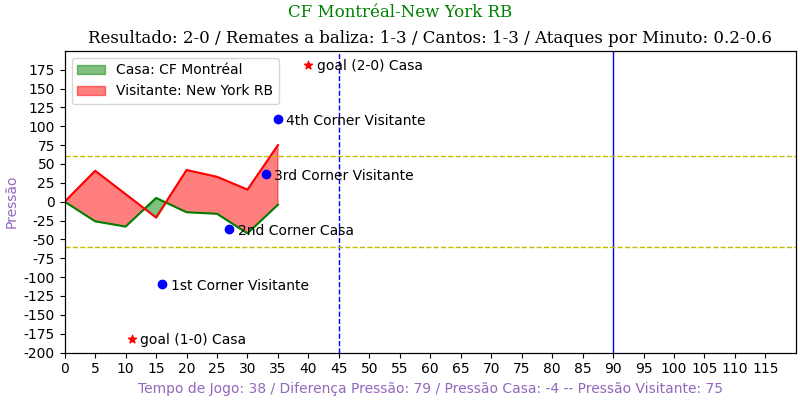 CF Montréal-New York RB
Resultado: 2-0 / Remates a baliza: 1-3 / Cantos: 1-3 / Ataques por Minuto: 0.2-0.6
Casa: CF Montréal
Visitante: New York RB
goal (2-0) Casa
4th Corner Visitante
3rd Corner Visitante
2nd Corner Casa
1st Corner Visitante
goal (1-0) Casa
Pressão
175
150
125
100
75
50
25
0
-25
-50
-75
-100
-125
-150
-175
-200
0 5 10 15 20 25 30 35 40 45 50 55 60 65 70 75 80 85 90 95 100 105 110 115
Tempo de Jogo: 38 / Diferença Pressão: 79 / Pressão Casa: -4 -- Pressão Visitante: 75